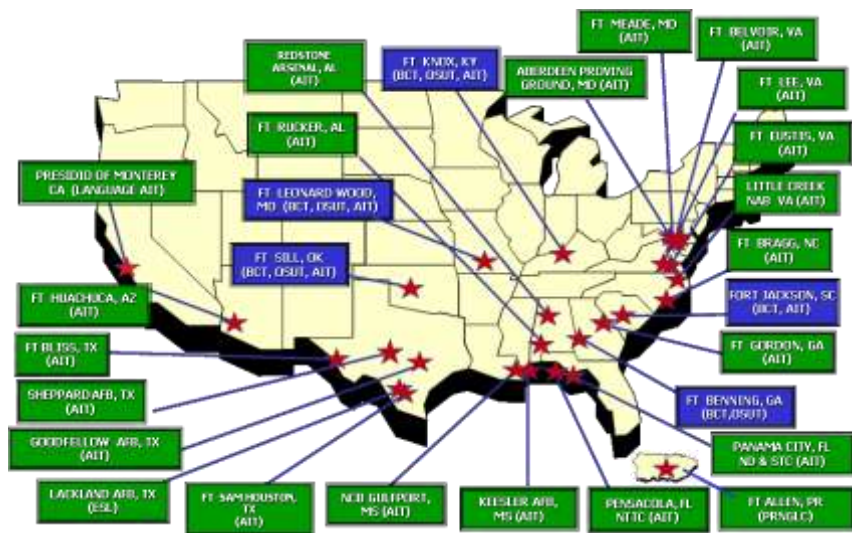 REDSTONE
ARSENAL, AL
(AIT)
FT KNOX, KY
(BCT, OSUT, AIT)
FT MEADE, MD
(AIT)
FT BELVOIR, VA
(AIT)
ABERDEEN PROVING
GROUND, MD (AIT)
FT LEE, VA
(AIT)
FT RUCKER, AL
(AIT)
FT EUSTIS, VA
(AIT)
PRESIDIO OF MONTEREY
CA (LANGUAGE AIT)
FT LEONARD WOOD,
MO (BCT, OSUT, AIT)
LITTLE CREEK
NAB VA (AIT)
FT SILL, OK
(BCT, OSUT, AIT)
FT BRAGG, NC
(AIT)
FT HUACHUCA, AZ
(AIT)
FORT JACKSON, SC
(BCT, AIT)
FT BLISS, TX
(AIT)
FT GORDON, GA
(AIT)
SHEPPARD AFB, TX
(AIT)
FT BENNING, GA
(BCT,OSUT)
GOODFELLOW AFB, TX
(AIT)
PANAMA CITY, FL
ND & STC (AIT)
LACKLAND AFB, TX
(ESL)
FT SAM HOUSTON,
TX
(AIT)
NCB GULFPORT,
MS (AIT)
KEESLER AFB,
MS (AIT)
PENSACOLA, FL
NTTC (AIT)
FT ALLEN, PR
(PRNGLC)